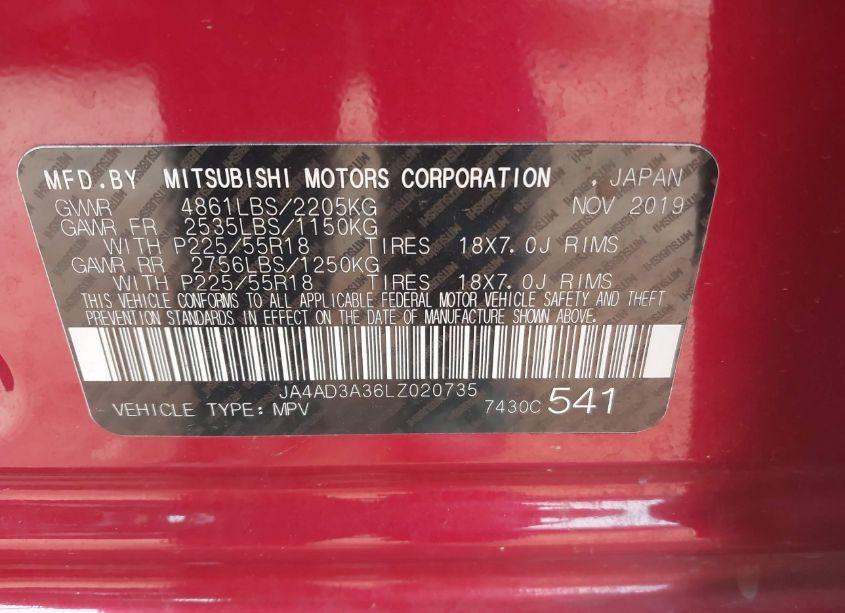 MFD.BY MITSUBISHI MOTORS CORPORATION , JAPAN
GVWR 4861LBS/2205KG NOV 2019
GAWR FR 2535LBS/1150KG
WITH P225/55R18 TIRES 18X7.0J RIMS
GAWR RR 2756LBS/1250KG
WITH P225/55R18 TIRES 18X7.0J RIMS
THIS VEHICLE CONFORMS TO ALL APPLICABLE FEDERAL MOTOR VEHICLE SAFETY AND THEFT
PREVENTION STANDARDS IN EFFECT ON THE DATE OF MANUFACTURE SHOWN ABOVE.
JA4AD3A36LZ020735
VEHICLE TYPE: MPV 7430C 541